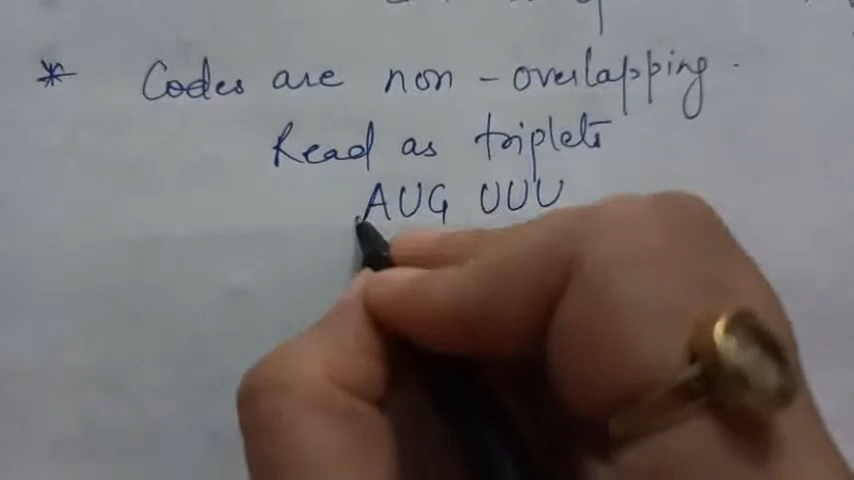 * Codes are non - overlapping.
Read as triplets
AUG UUU